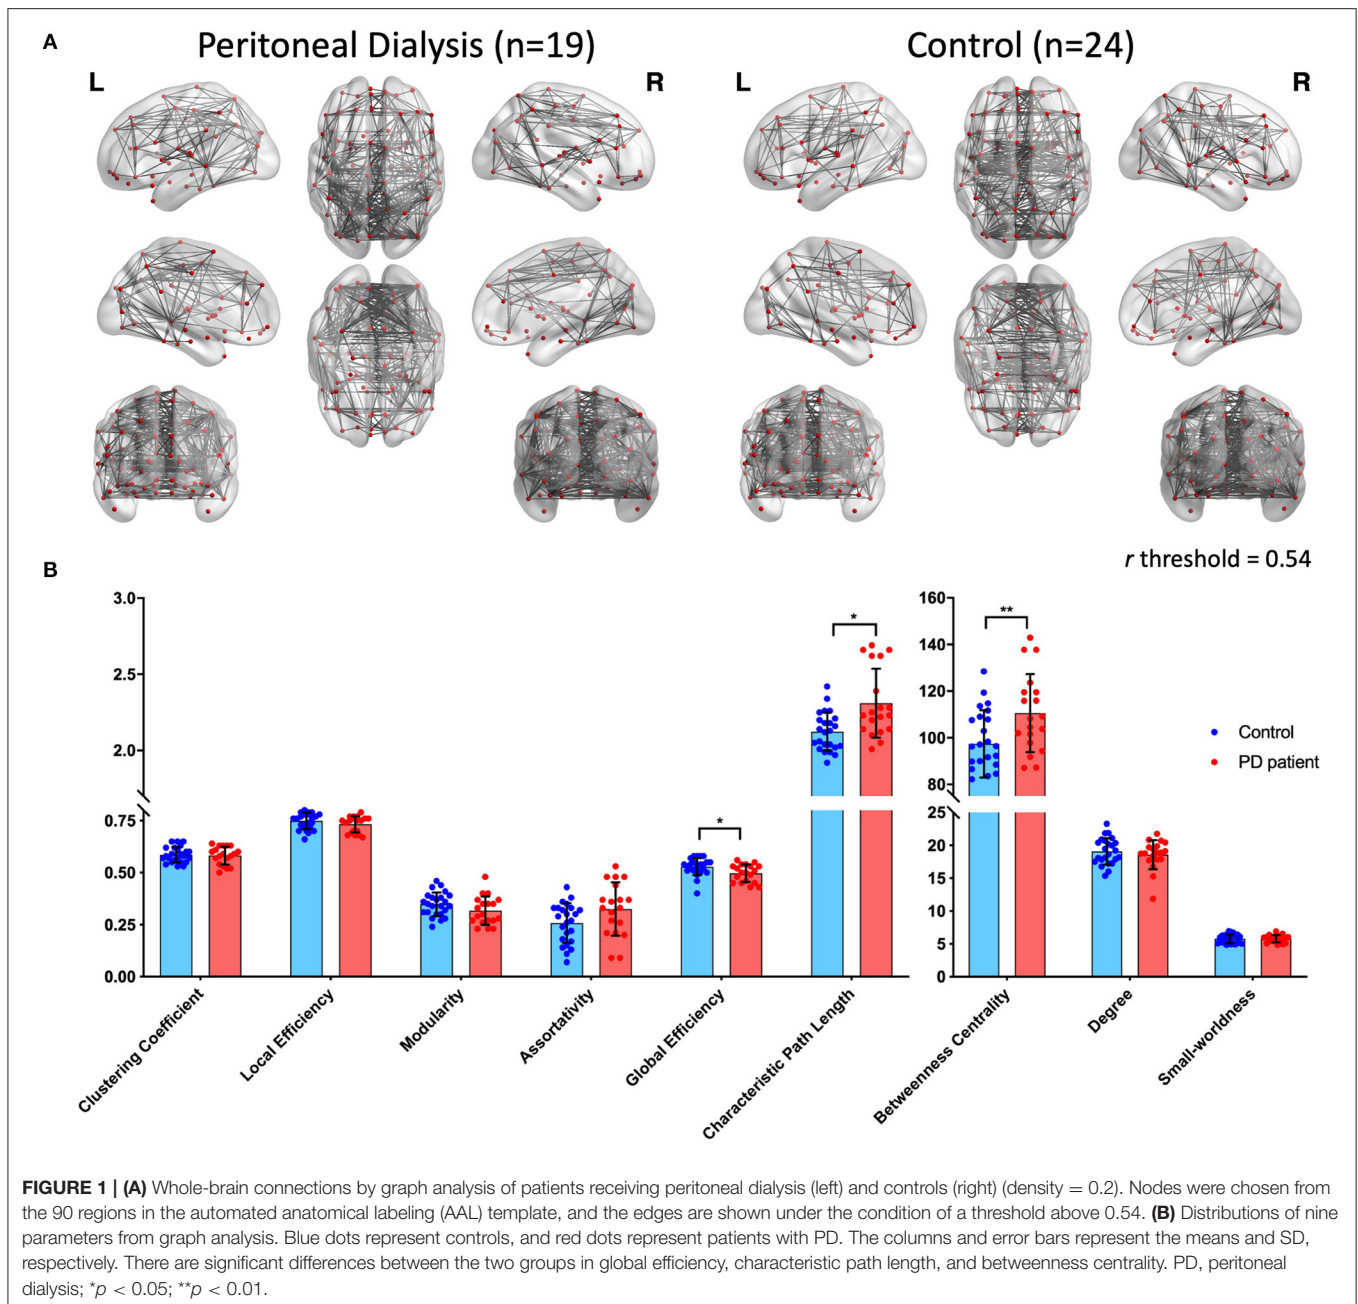 A
Peritoneal Dialysis (n=19)
Control (n=24)
L
R
L
R
r threshold = 0.54
B
3.0
2.5
2.0
0.75
0.50
0.25
0.00
160
140
120
100
80
25
20
15
10
5
0
*
*
**
Control
PD patient
Clustering Coefficient
Local Efficiency
Modularity
Assortativity
Global Efficiency
Characteristic Path Length
Betweenness Centrality
Degree
Small-worldness
FIGURE 1 | (A) Whole-brain connections by graph analysis of patients receiving peritoneal dialysis (left) and controls (right) (density = 0.2). Nodes were chosen from
the 90 regions in the automated anatomical labeling (AAL) template, and the edges are shown under the condition of a threshold above 0.54. (B) Distributions of nine
parameters from graph analysis. Blue dots represent controls, and red dots represent patients with PD. The columns and error bars represent the means and SD,
respectively. There are significant differences between the two groups in global efficiency, characteristic path length, and betweenness centrality. PD, peritoneal
dialysis; *p < 0.05; **p < 0.01.